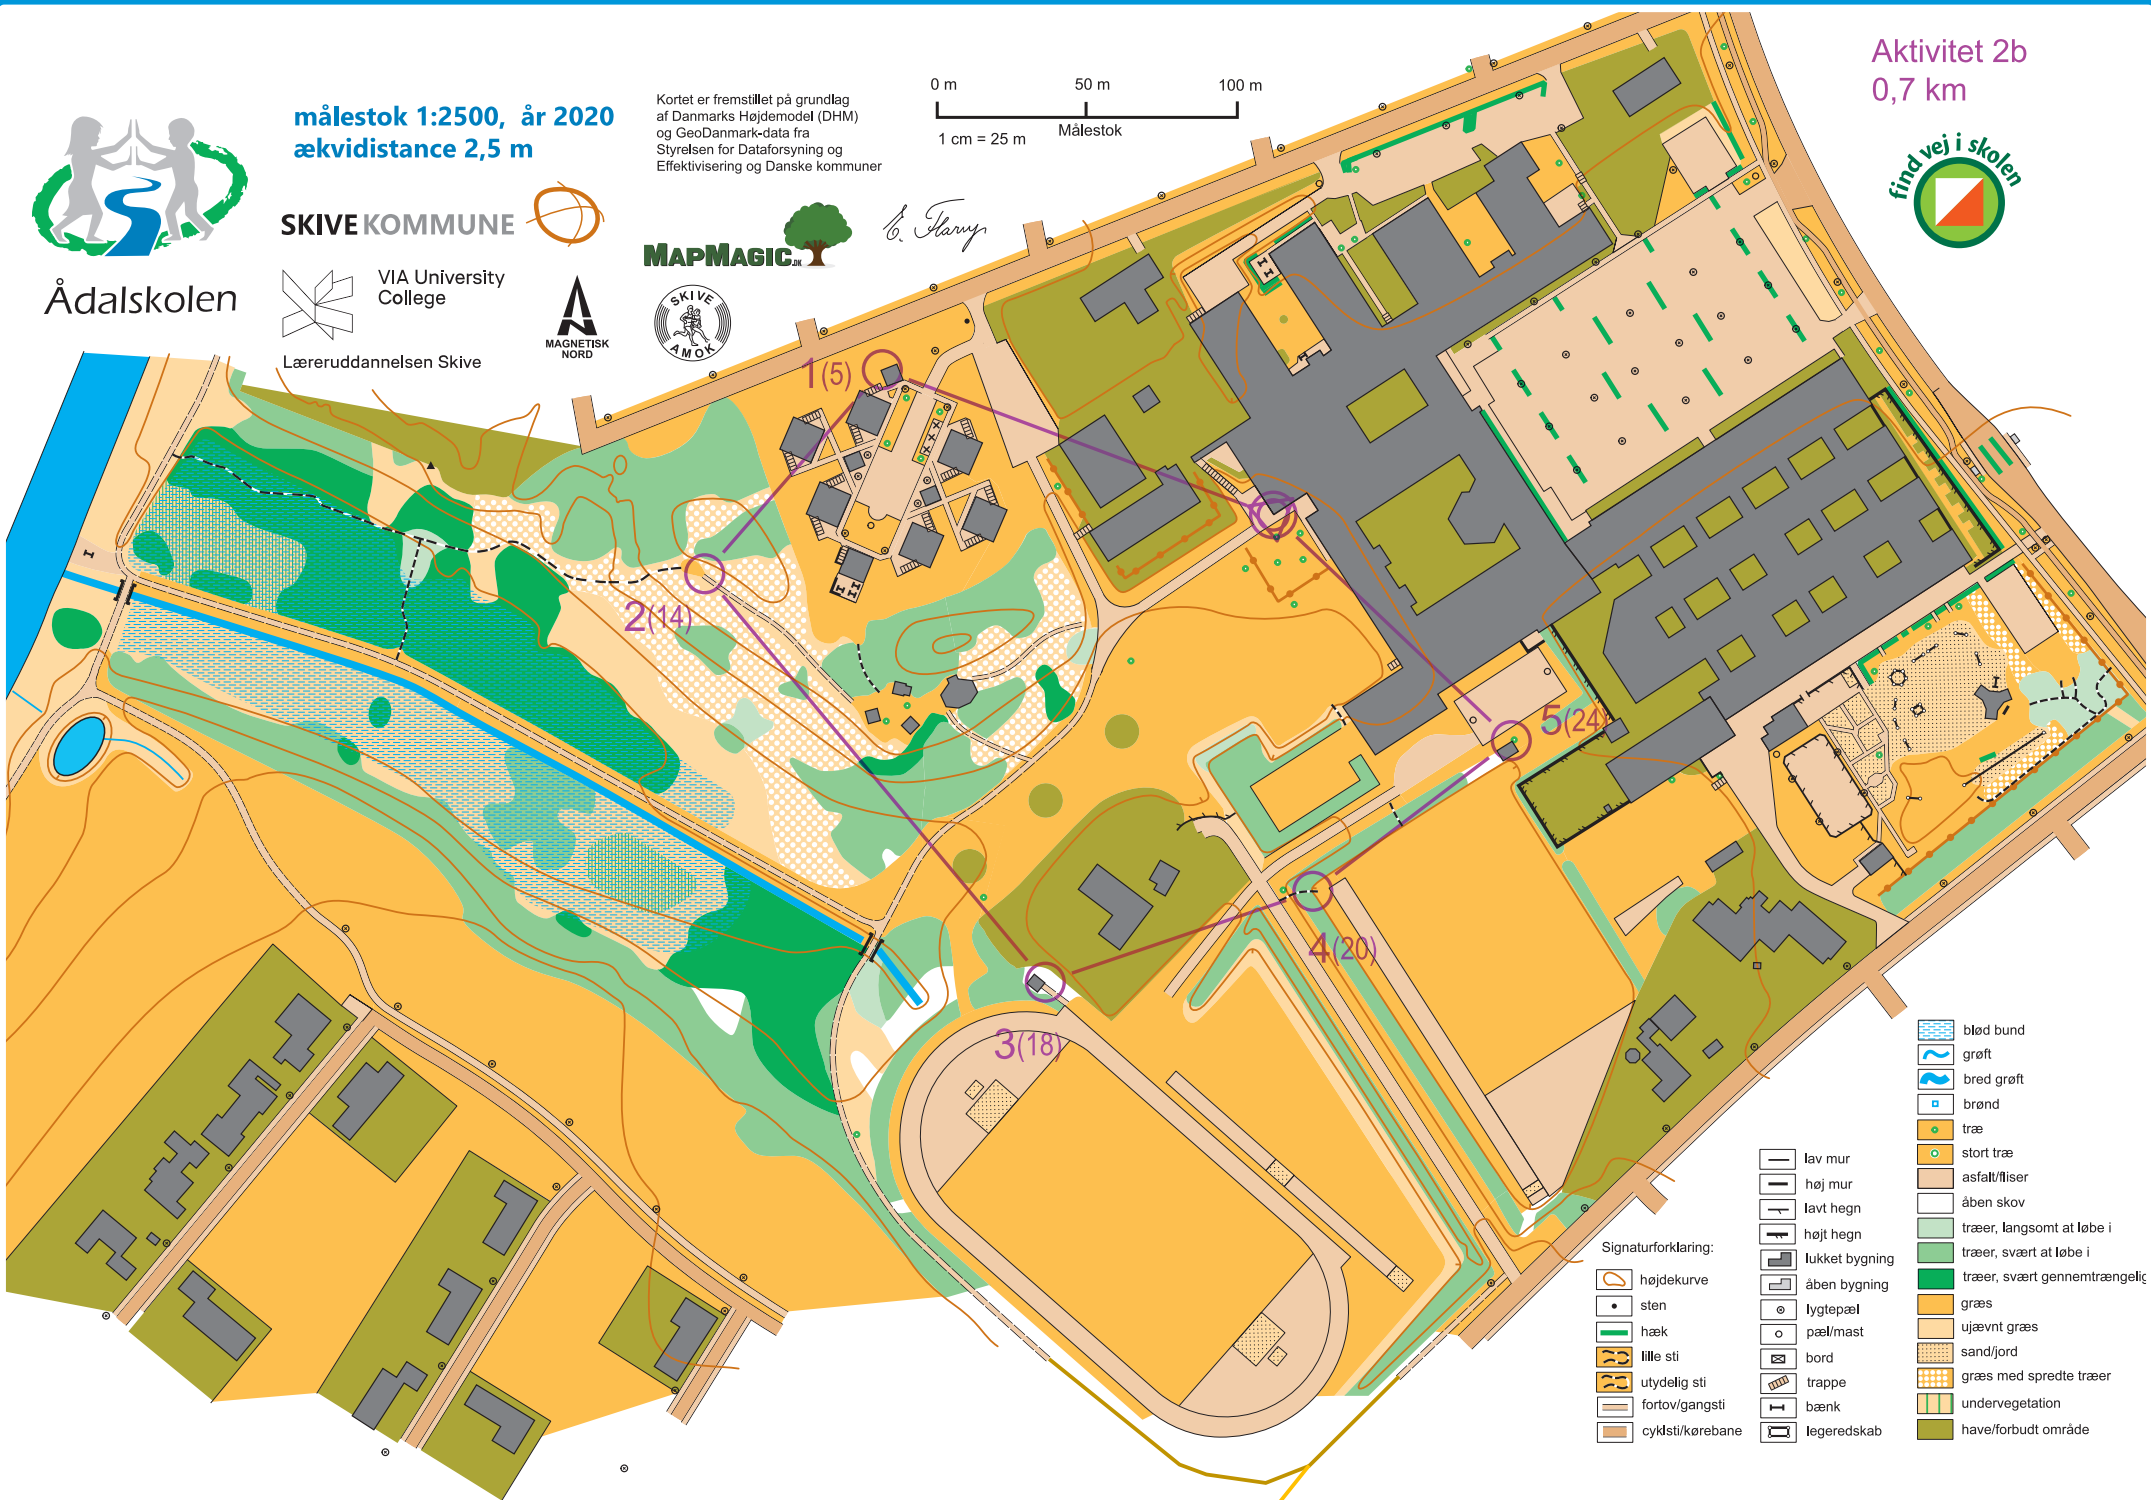 Aktivitet 2b
0,7 km
find vej i skolen
målestok 1:2500, år 2020
ækvidistance 2,5 m
Kortet er fremstillet på grundlag
af Danmarks Højdemodel (DHM)
og GeoDanmark-data fra
Styrelsen for Dataforsyning og
Effektivisering og Danske kommuner
0 m
50 m
100 m
1 cm = 25 m
Målestok
SKIVE KOMMUNE
MAPMAGIC.DK
Ådalskolen
VIA University
College
Læreruddannelsen Skive
MAGNETISK
NORD
SKIVE
AMOK
1(5)
2(14)
3(18)
4(20)
5(24)
Signaturforklaring:
højdekurve
sten
hæk
lille sti
utydelig sti
fortov/gangsti
cyklsti/kørebane
lav mur
høj mur
lavt hegn
højt hegn
lukket bygning
åben bygning
lygtepæl
pæl/mast
bord
trappe
bænk
legeredskab
blød bund
grøft
bred grøft
brønd
træ
stort træ
asfalt/fliser
åben skov
træer, langsomt at løbe i
træer, svært at løbe i
træer, svært gennemtrængelig
græs
ujævnt græs
sand/jord
græs med spredte træer
undervegetation
have/forbudt område